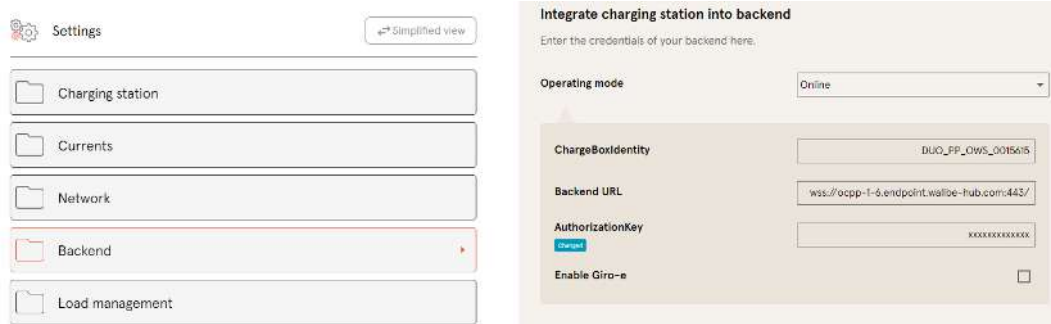 Settings
Simplified view
Charging station
Currents
Network
Backend
Load management
Integrate charging station into backend
Enter the credentials of your backend here.
Operating mode
Online
ChargeBoxIdentity
DUO_PP_OWS_0015615
Backend URL
wss://ocpp-1-6.endpoint.wallbe-hub.com:443/
AuthorizationKey
xxxxxxxxxxxxx
Changed
Enable Giro-e